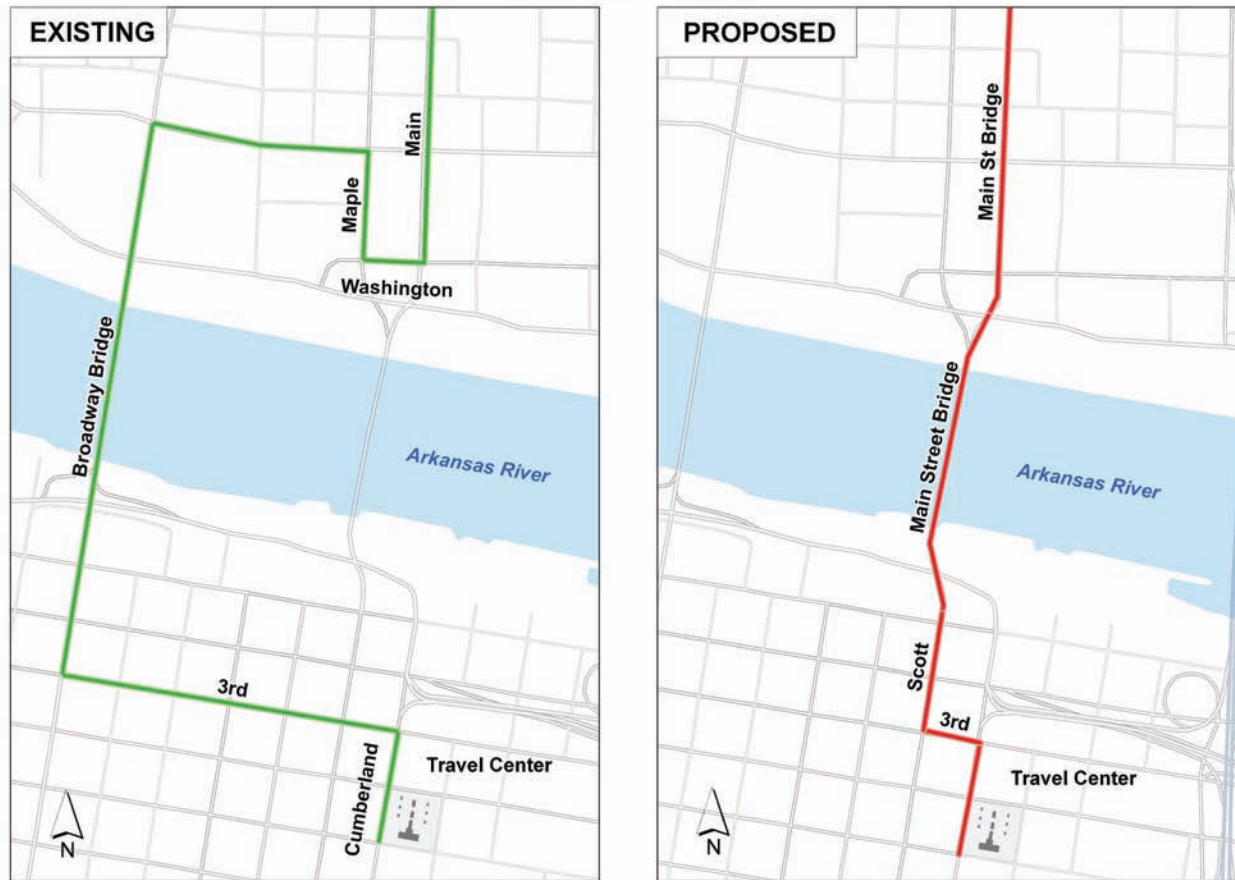 EXISTING
Main
Maple
Washington
Broadway Bridge
Arkansas River
3rd
Cumberland
Travel Center
N
PROPOSED
Main St Bridge
Main Street Bridge
Arkansas River
Scott
3rd
Travel Center
N